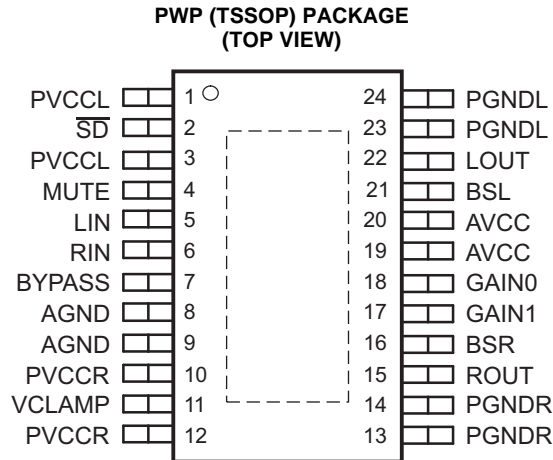 PWP (TSSOP) PACKAGE
(TOP VIEW)
PVCCL 1 24 PGNDL
SD 2 23 PGNDL
PVCCL 3 22 LOUT
MUTE 4 21 BSL
LIN 5 20 AVCC
RIN 6 19 AVCC
BYPASS 7 18 GAIN0
AGND 8 17 GAIN1
AGND 9 16 BSR
PVCCR 10 15 ROUT
VCLAMP 11 14 PGNDR
PVCCR 12 13 PGNDR